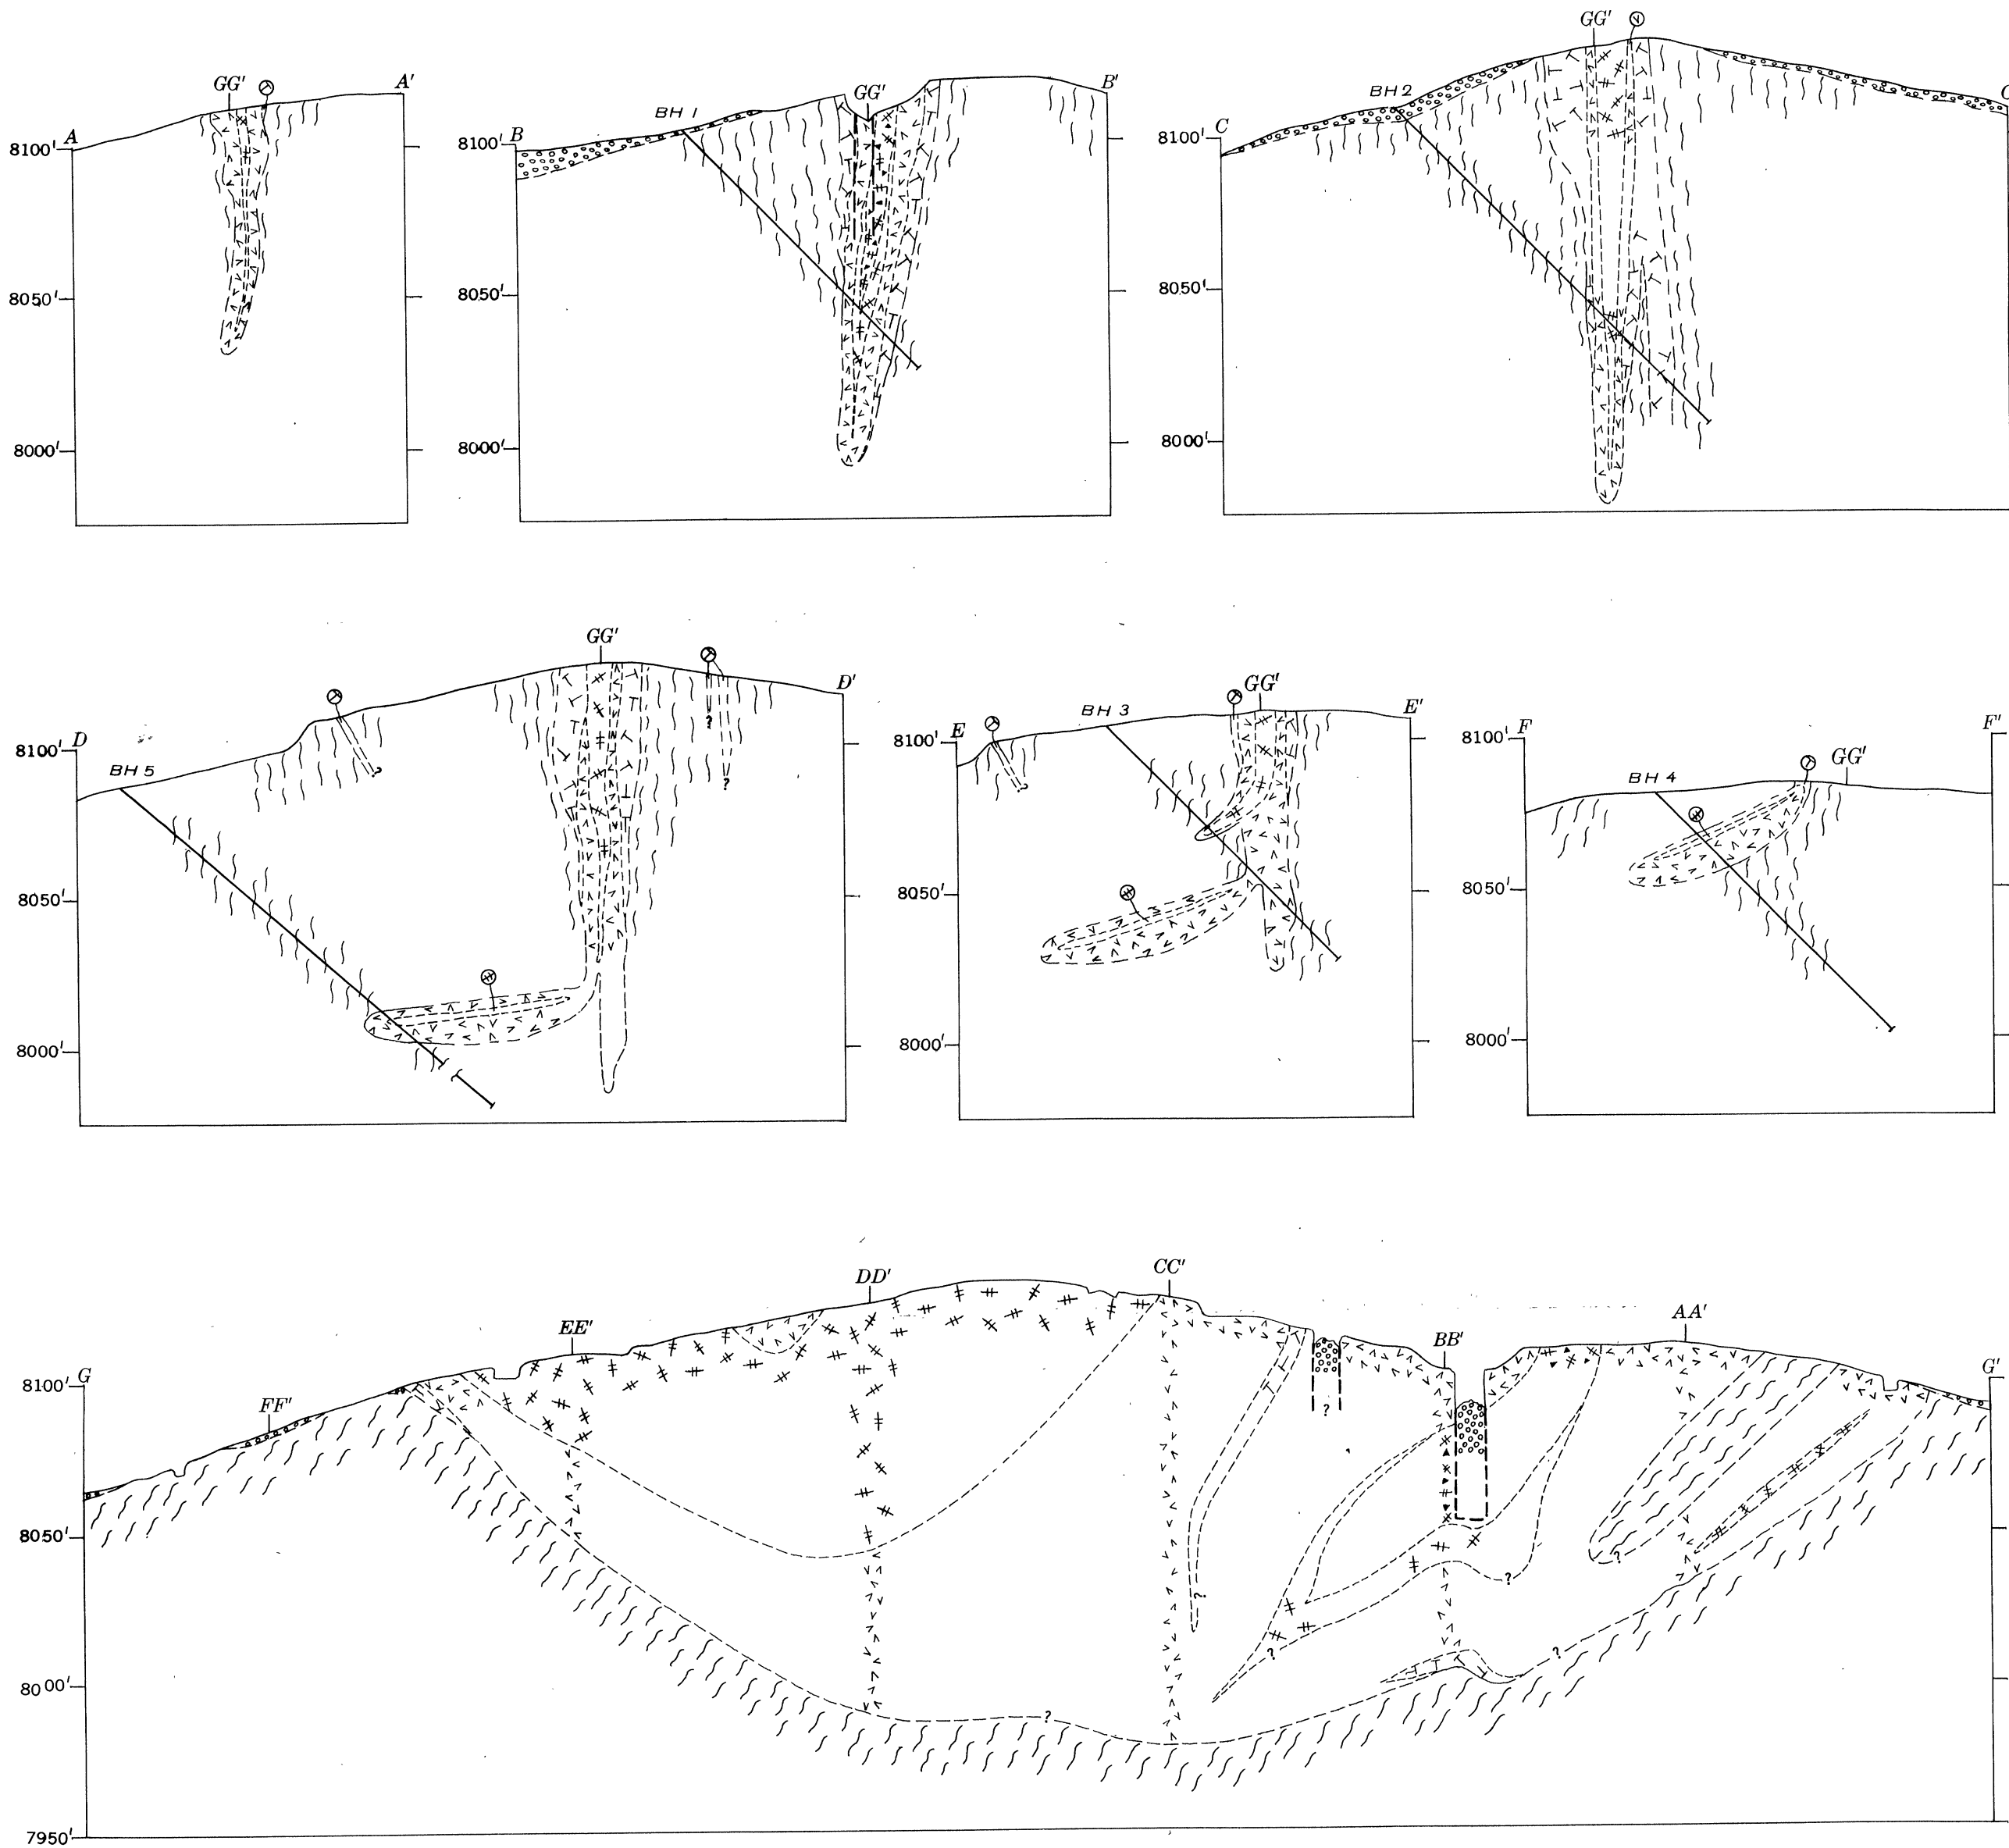 GG'
A
A'
8100'
8050'
8000'
BH 1
GG'
B
B'
8100'
8050'
8000'
GG'
BH 2
C
8100'
8050'
8000'
GG'
D
D'
BH 5
?
?
?
8100'
8050'
8000'
GG'
BH 3
E
E'
?
8100'
8050'
8000'
BH 4
GG'
F
F'
8100'
8050'
8000'
G
FF'
EE'
DD'
CC'
BB'
AA'
G'
8100'
8050'
8000'
7950'
?
?
?
?
?
?
?